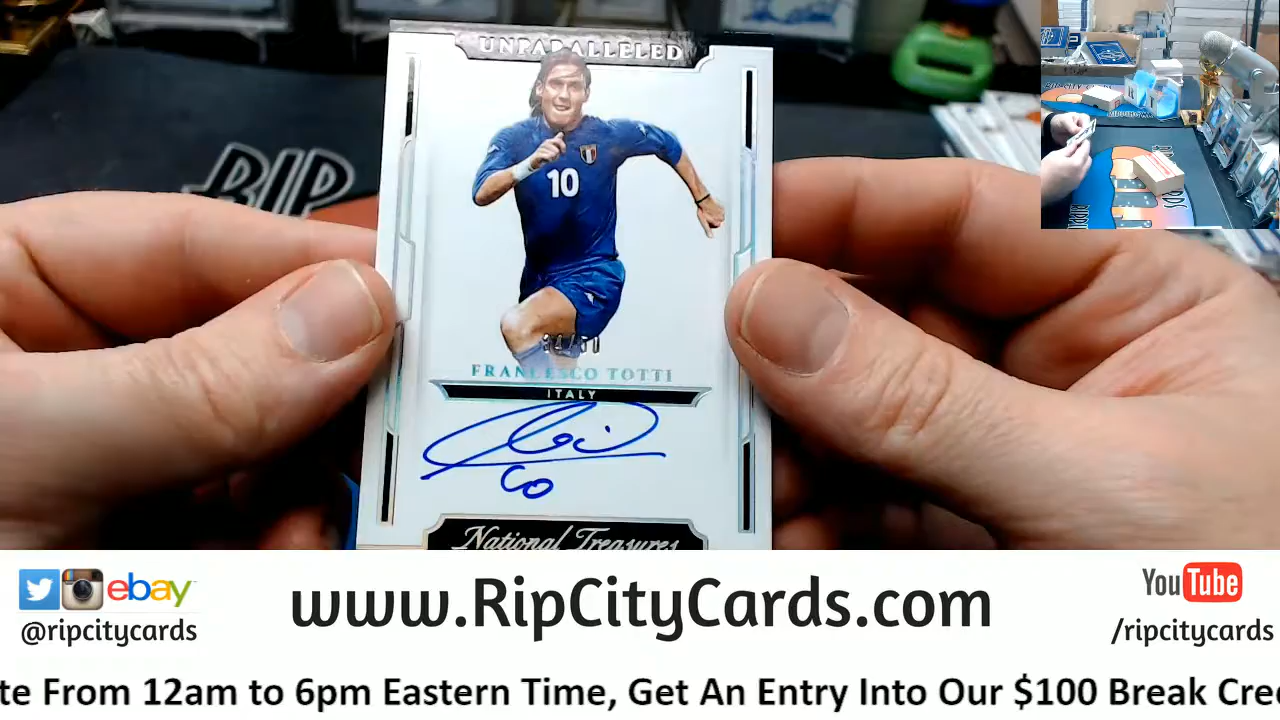 UNPARALLELED
RIP
10
FRANCESCO TOTTI
ITALY
National Treasures
ebay
@ripcitycards
www.RipCityCards.com
You Tube
/ripcitycards
te From 12am to 6pm Eastern Time, Get An Entry Into Our $100 Break Cre